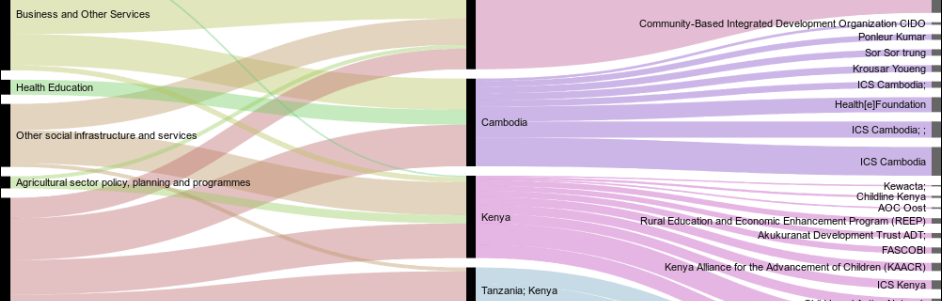 Business and Other Services
Health Education
Other social infrastructure and services
Agricultural sector policy, planning and programmes
Cambodia
Kenya
Tanzania; Kenya
Community-Based Integrated Development Organization CIDO
Ponleur Kumar
Sor Sor trung
Krousar Youeng
ICS Cambodia;
Health[e]Foundation
ICS Cambodia; ;
ICS Cambodia
Kewacta;
Childline Kenya
AOC Oost
Rural Education and Economic Enhancement Program (REEP)
Akukuranat Development Trust ADT;
FASCOBI
Kenya Alliance for the Advancement of Children (KAACR)
ICS Kenya